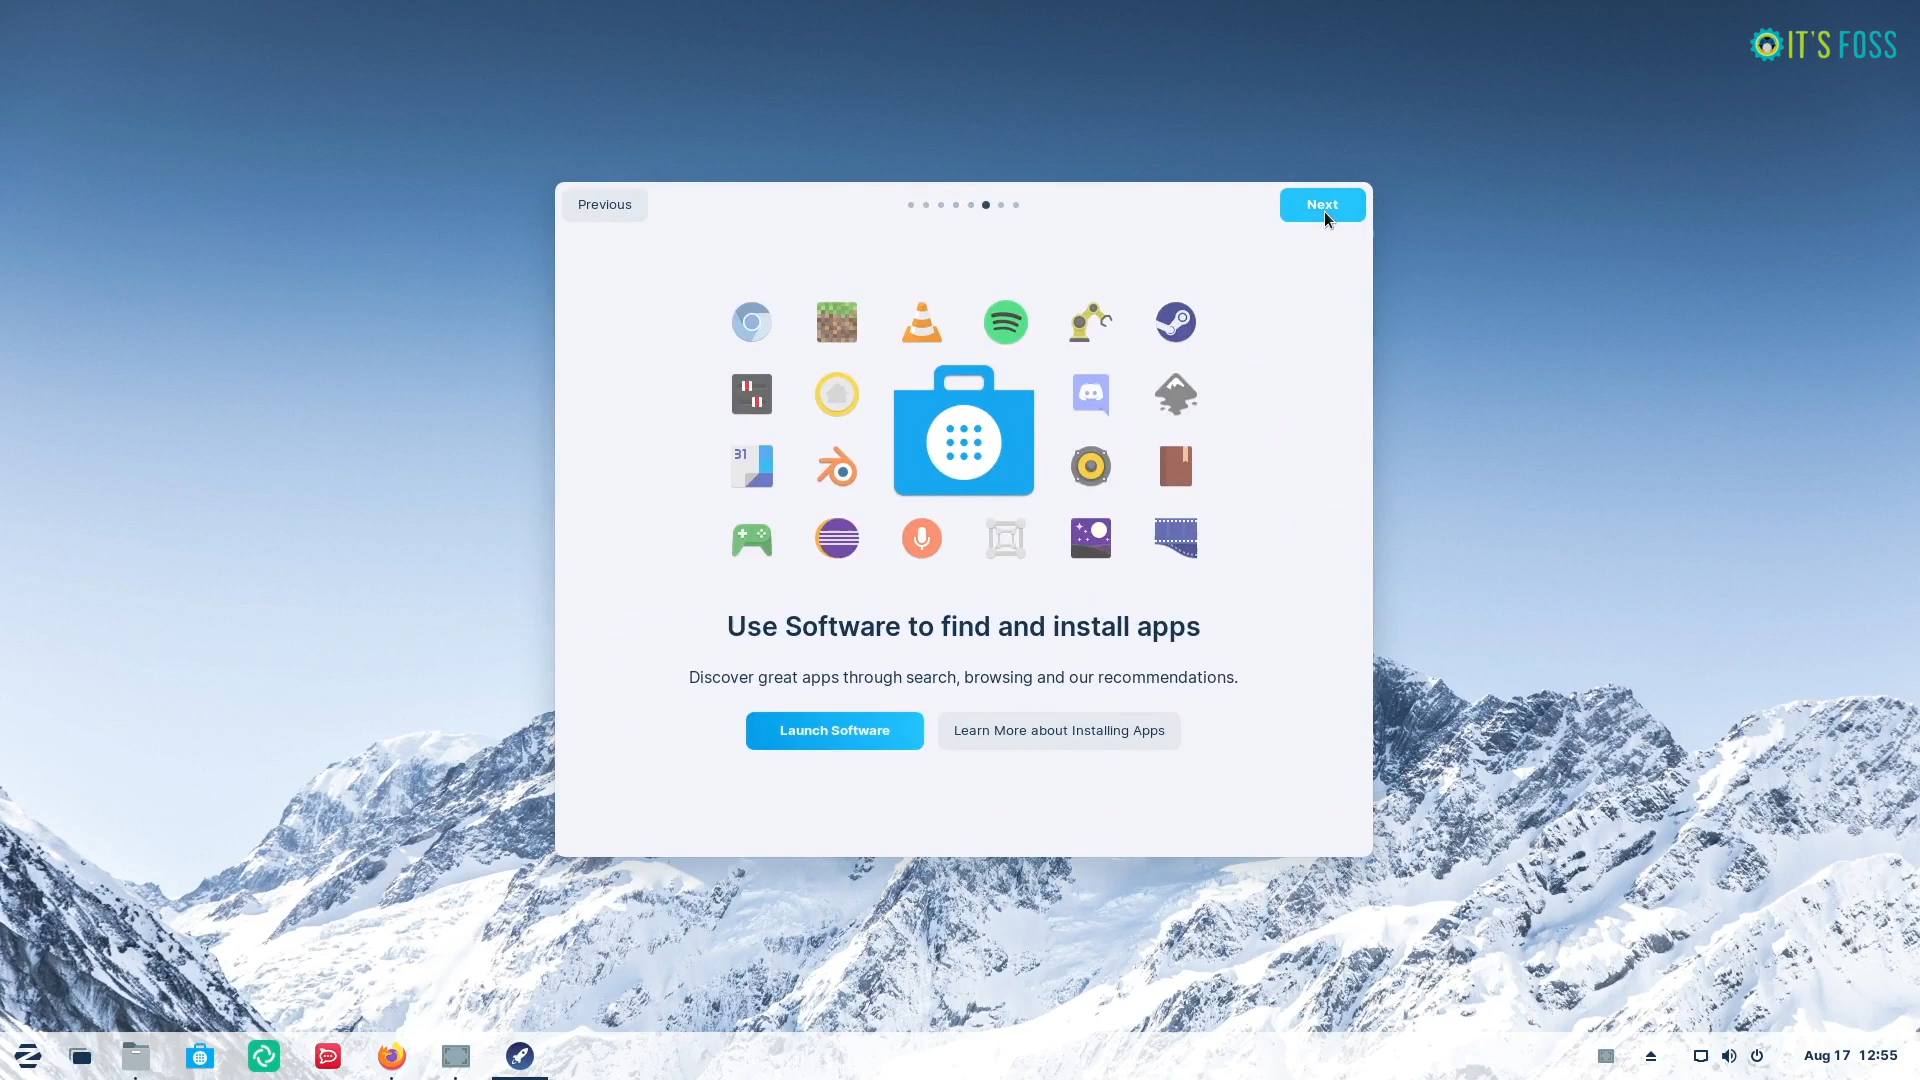 IT'S FOSS
Previous
Next
31
Use Software to find and install apps
Discover great apps through search, browsing and our recommendations.
Launch Software
Learn More about Installing Apps
Aug 17 12:55